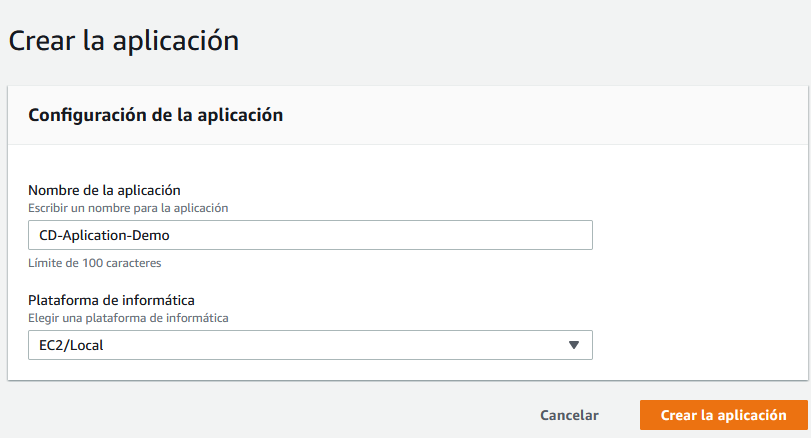 Crear la aplicación
Configuración de la aplicación
Nombre de la aplicación
Escribir un nombre para la aplicación
CD-Aplication-Demo
Límite de 100 caracteres
Plataforma de informática
Elegir una plataforma de informática
EC2/Local
Cancelar
Crear la aplicación